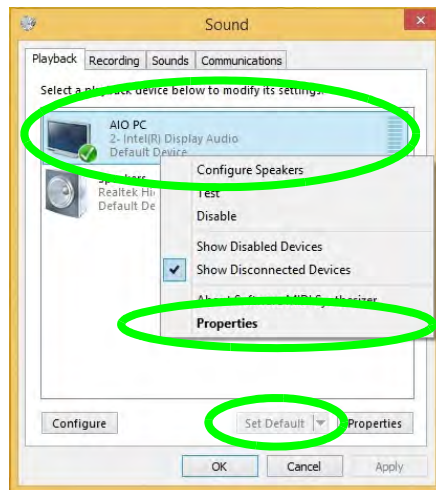 Sound
Playback Recording Sounds Communications
Select a playback device below to modify its settings:
AIO PC
2- Intel(R) Display Audio
Default Device
Speakers
Realtek Hi
Default De
Configure Speakers
Test
Disable
Show Disabled Devices
Show Disconnected Devices
About Software MIDI Synthesizer
Properties
Configure Set Default Properties
OK Cancel Apply